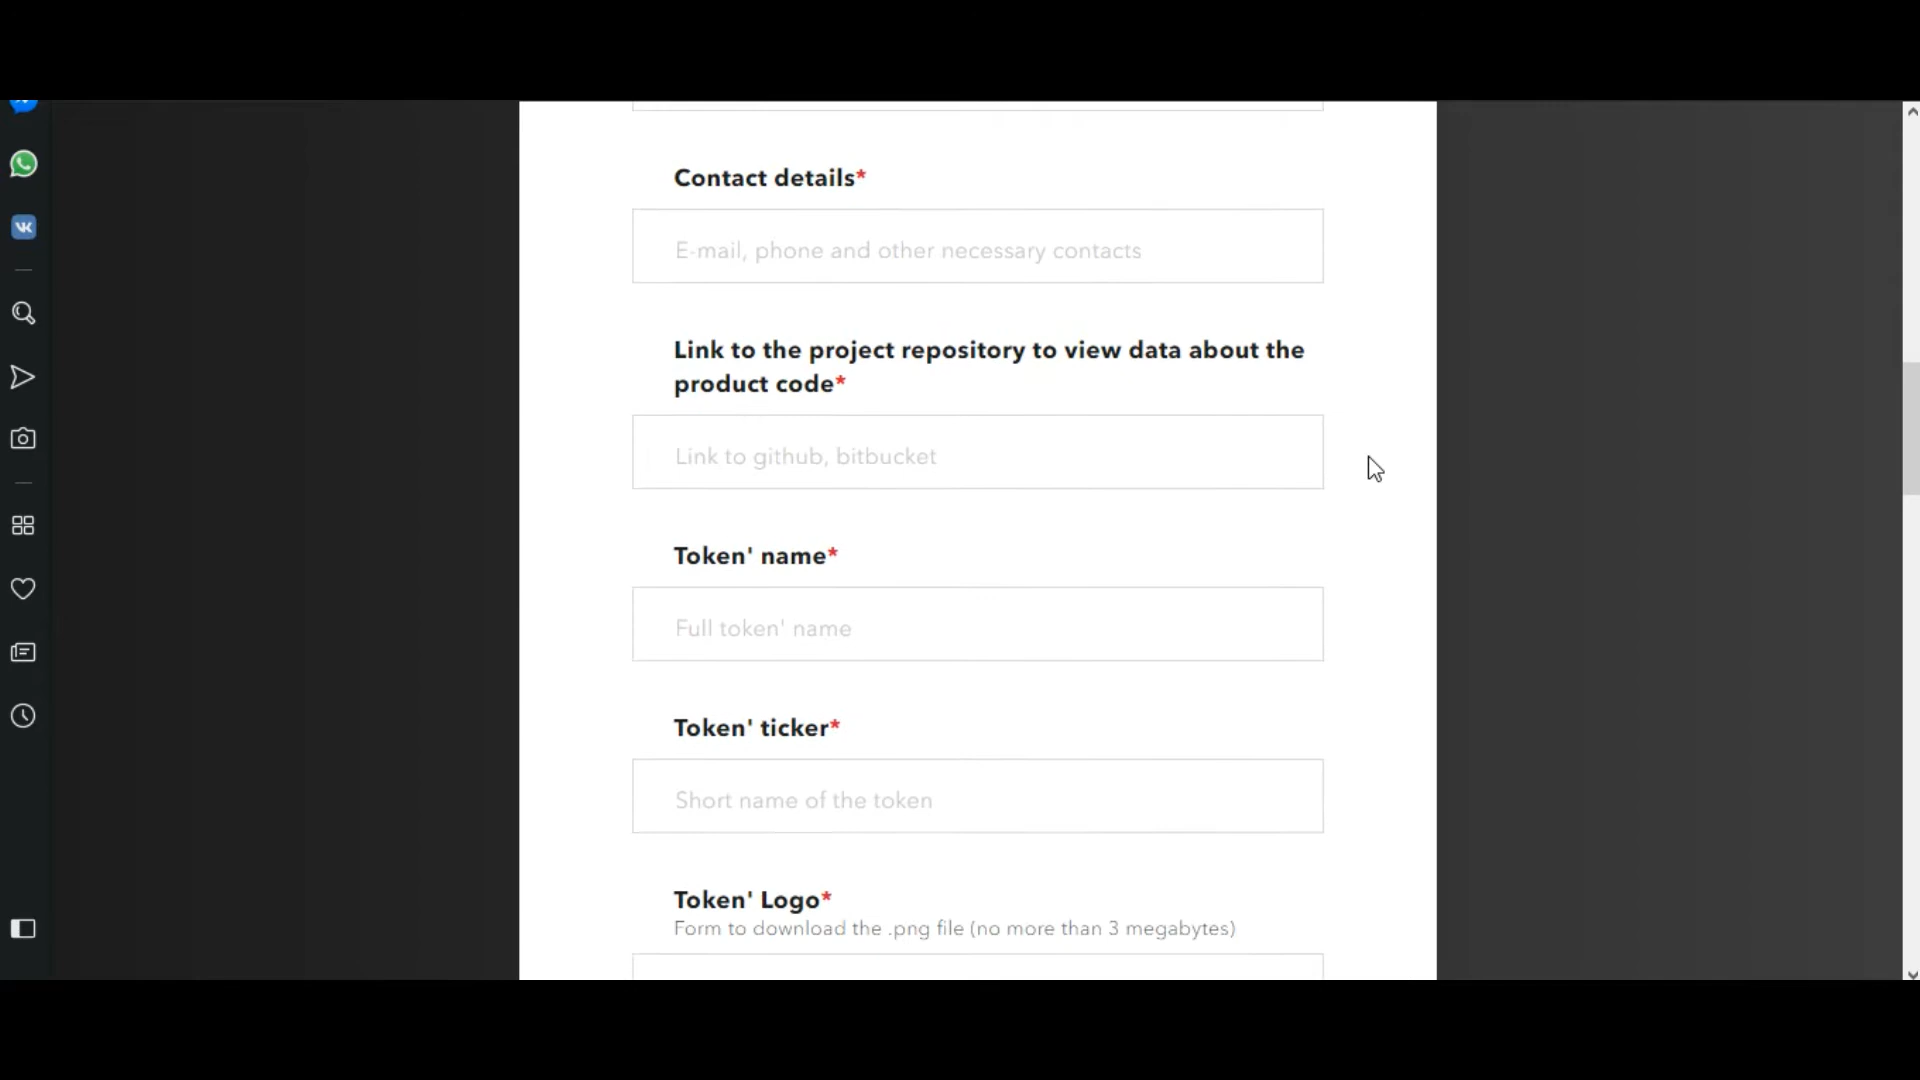 Contact details*
E-mail, phone and other necessary contacts
Link to the project repository to view data about the
product code*
Link to github, bitbucket
Token' name*
Full token' name
Token' ticker*
Short name of the token
Token' Logo*
Form to download the .png file (no more than 3 megabytes)